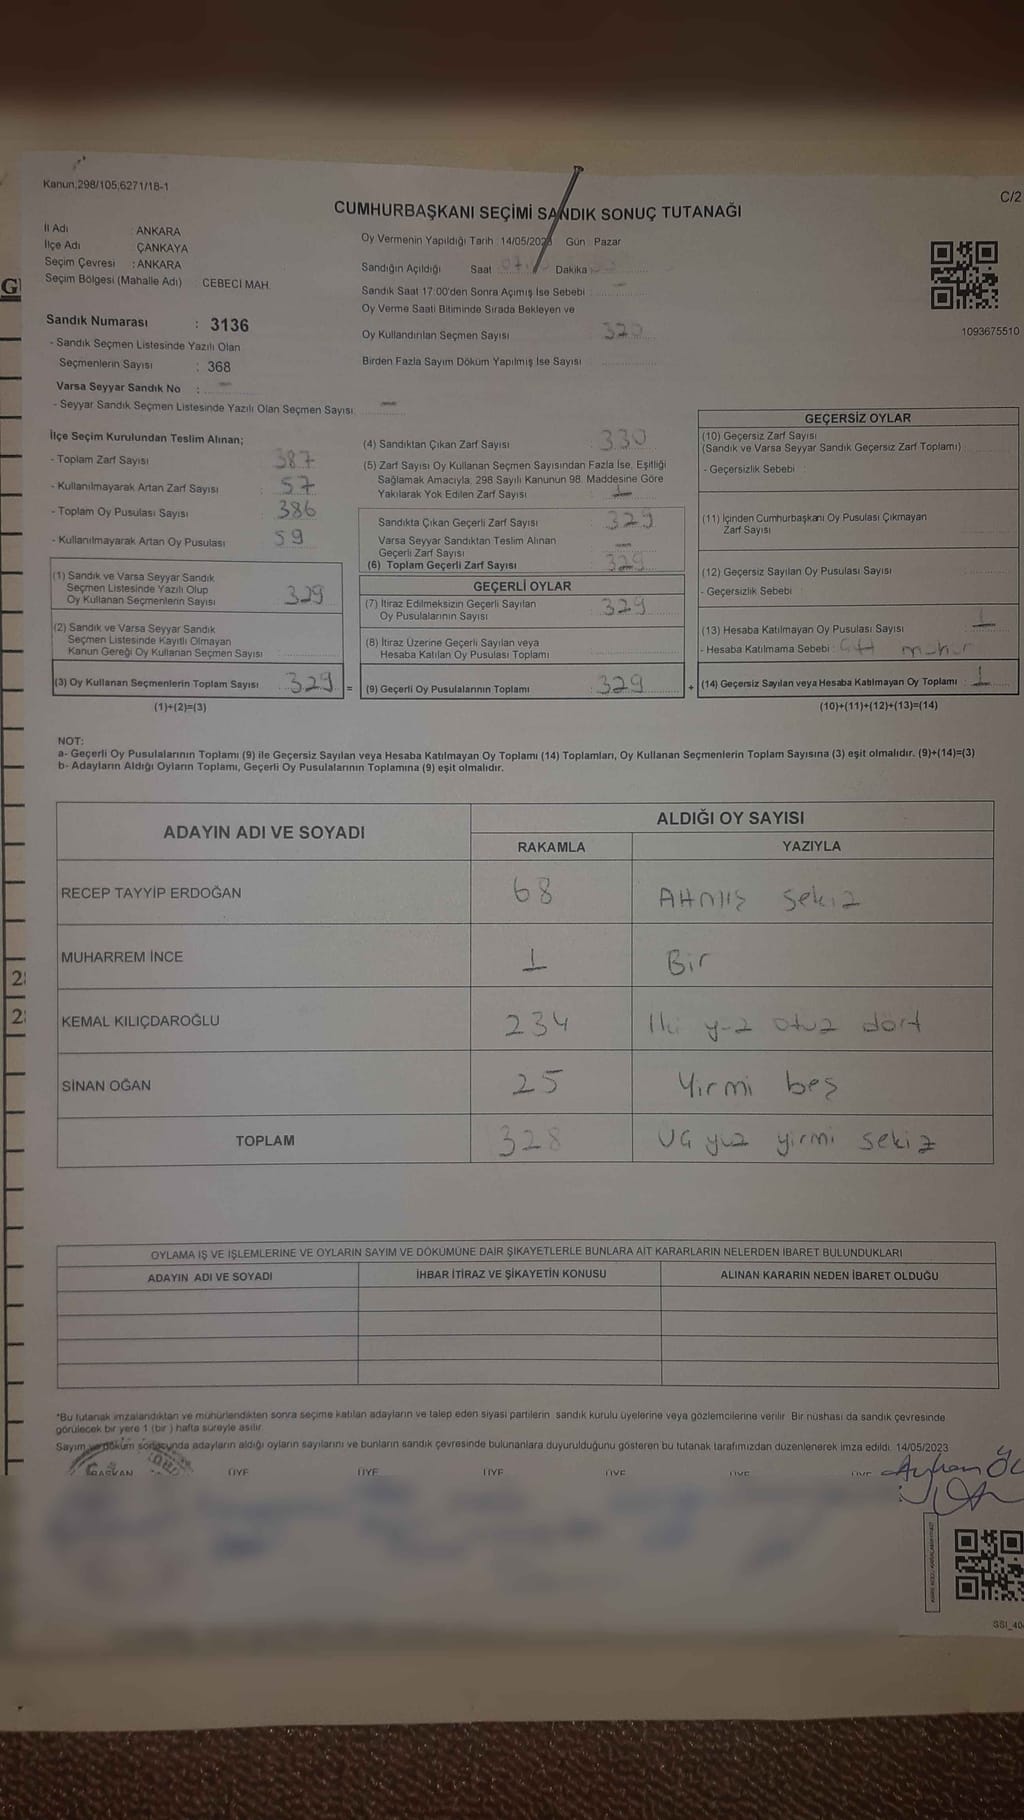 Kanun,298/105;6271/18-1
C/2
CUMHURBAŞKANI SEÇİMİ SANDIK SONUÇ TUTANAĞI
İl Adı : ANKARA
İlçe Adı : ÇANKAYA
Seçim Çevresi : ANKARA
Seçim Bölgesi (Mahalle Adı) CEBECİ MAH.
Sandık Numarası : 3136
- Sandık Seçmen Listesinde Yazılı Olan
Seçmenlerin Sayısı : 368
Varsa Seyyar Sandık No : -
- Seyyar Sandık Seçmen Listesinde Yazılı Olan Seçmen Sayısı -
Oy Vermenin Yapıldığı Tarih : 14/05/2023 Gün : Pazar
Sandığın Açıldığı Saat : 07 Dakika :
Sandık Saat 17:00'den Sonra Açımış İse Sebebi :
Oy Verme Saati Bitiminde Sırada Bekleyen ve
Oy Kullandırılan Seçmen Sayısı : 320
Birden Fazla Sayım Döküm Yapılmış İse Sayısı
1093675510
İlçe Seçim Kurulundan Teslim Alınan;
- Toplam Zarf Sayısı : 387
- Kullanılmayarak Artan Zarf Sayısı : 57
- Toplam Oy Pusulası Sayısı : 386
- Kullanılmayarak Artan Oy Pusulası : 59
(1) Sandık ve Varsa Seyyar Sandık
Seçmen Listesinde Yazılı Olup
Oy Kullanan Seçmenlerin Sayısı : 329
(2) Sandık ve Varsa Seyyar Sandık
Seçmen Listesinde Kayıtlı Olmayan
Kanun Gereği Oy Kullanan Seçmen Sayısı :
(3) Oy Kullanan Seçmenlerin Toplam Sayısı : 329
(1)+(2)=(3)
(4) Sandıktan Çıkan Zarf Sayısı : 330
(5) Zarf Sayısı Oy Kullanan Seçmen Sayısından Fazla İse, Eşitliği
Sağlamak Amacıyla; 298 Sayılı Kanunun 98. Maddesine Göre
Yakılarak Yok Edilen Zarf Sayısı : 1
Sandıkta Çıkan Geçerli Zarf Sayısı : 329
Varsa Seyyar Sandıktan Teslim Alınan
Geçerli Zarf Sayısı : -
(6) Toplam Geçerli Zarf Sayısı : 329
GEÇERLİ OYLAR
(7) İtiraz Edilmeksizin Geçerli Sayılan
Oy Pusulalarının Sayısı : 329
(8) İtiraz Üzerine Geçerli Sayılan veya
Hesaba Katılan Oy Pusulası Toplamı :
= (9) Geçerli Oy Pusulalarının Toplamı : 329
GEÇERSİZ OYLAR
(10) Geçersiz Zarf Sayısı
(Sandık ve Varsa Seyyar Sandık Geçersiz Zarf Toplamı)
- Geçersizlik Sebebi :
(11) İçinden Cumhurbaşkanı Oy Pusulası Çıkmayan
Zarf Sayısı
(12) Geçersiz Sayılan Oy Pusulası Sayısı
- Geçersizlik Sebebi :
(13) Hesaba Katılmayan Oy Pusulası Sayısı : 1
- Hesaba Katılmama Sebebi : çift mühür
+ (14) Geçersiz Sayılan veya Hesaba Katılmayan Oy Toplamı : 1
(10)+(11)+(12)+(13)=(14)
NOT:
a- Geçerli Oy Pusulalarının Toplamı (9) ile Geçersiz Sayılan veya Hesaba Katılmayan Oy Toplamı (14) Toplamları, Oy Kullanan Seçmenlerin Toplam Sayısına (3) eşit olmalıdır. (9)+(14)=(3)
b- Adayların Aldığı Oyların Toplamı, Geçerli Oy Pusulalarının Toplamına (9) eşit olmalıdır.
ADAYIN ADI VE SOYADI
ALDIĞI OY SAYISI
RAKAMLA YAZIYLA
RECEP TAYYİP ERDOĞAN 68 Altmış sekiz
MUHARREM İNCE 1 Bir
KEMAL KILIÇDAROĞLU 234 İki yüz otuz dört
SİNAN OĞAN 25 Yirmi beş
TOPLAM 328 Üç yüz yirmi sekiz
OYLAMA İŞ VE İŞLEMLERİNE VE OYLARIN SAYIM VE DÖKÜMÜNE DAİR ŞİKAYETLERLE BUNLARA AİT KARARLARIN NELERDEN İBARET BULUNDUKLARI
ADAYIN ADI VE SOYADI İHBAR İTİRAZ VE ŞİKAYETİN KONUSU ALINAN KARARIN NEDEN İBARET OLDUĞU
*Bu tutanak imzalandıktan ve mühürlendikten sonra seçime katılan adayların ve talep eden siyasi partilerin sandık kurulu üyelerine veya gözlemcilerine verilir. Bir nüshası da sandık çevresinde
görülecek bir yere 1 (bir ) hafta süreyle asılır.
Sayım ve döküm sonucunda adayların aldığı oyların sayılarını ve bunların sandık çevresinde bulunanlara duyurulduğunu gösteren bu tutanak tarafımızdan düzenlenerek imza edildi. 14/05/2023
BAŞKAN ÜYE ÜYE ÜYE ÜYE ÜYE ÜYE
Ayhan
SSI_40